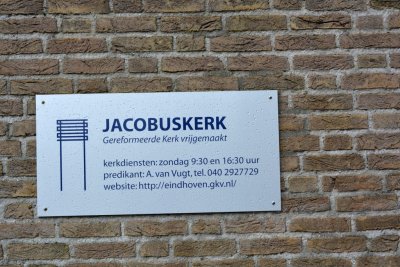 JACOBUSKERK
Gereformeerde Kerk vrijgemaakt
kerkdiensten: zondag 9:30 en 16:30 uur
predikant: A. van Vugt, tel. 040 2927729
website: http://eindhoven.gkv.nl/